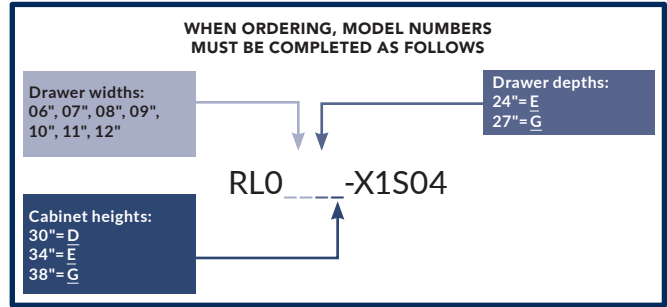 WHEN ORDERING, MODEL NUMBERS
MUST BE COMPLETED AS FOLLOWS
Drawer widths:
06", 07", 08", 09",
10", 11", 12"
Drawer depths:
24"= E
27"= G
RL0_ _ _ _-X1S04
Cabinet heights:
30"= D
34"= E
38"= G